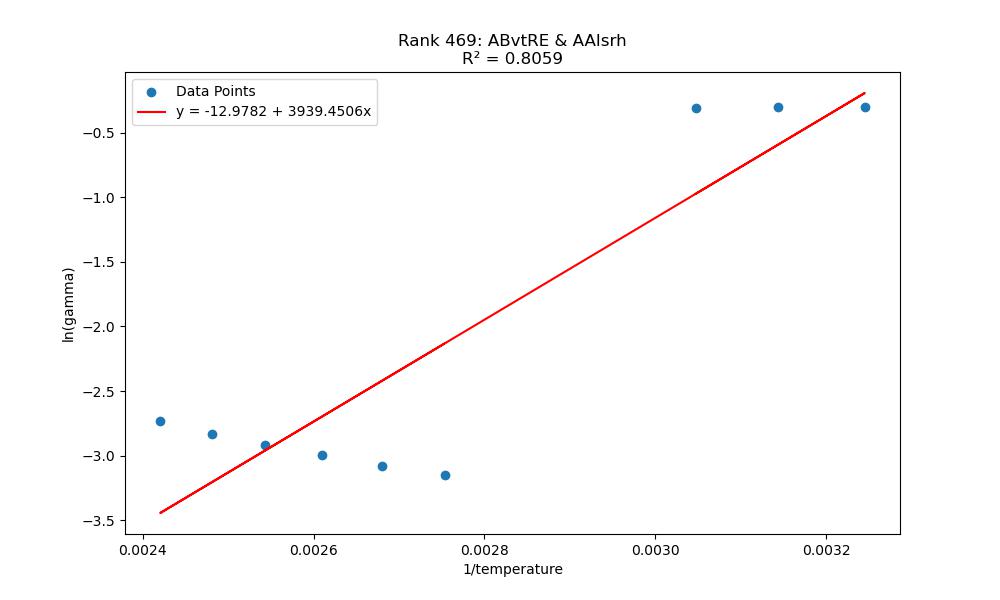 Rank 469: ABvtRE & AAlsrh
R² = 0.8059
Data Points
y = -12.9782 + 3939.4506x
−0.5
−1.0
−1.5
−2.0
−2.5
−3.0
−3.5
ln(gamma)
0.0024
0.0026
0.0028
0.0030
0.0032
1/temperature